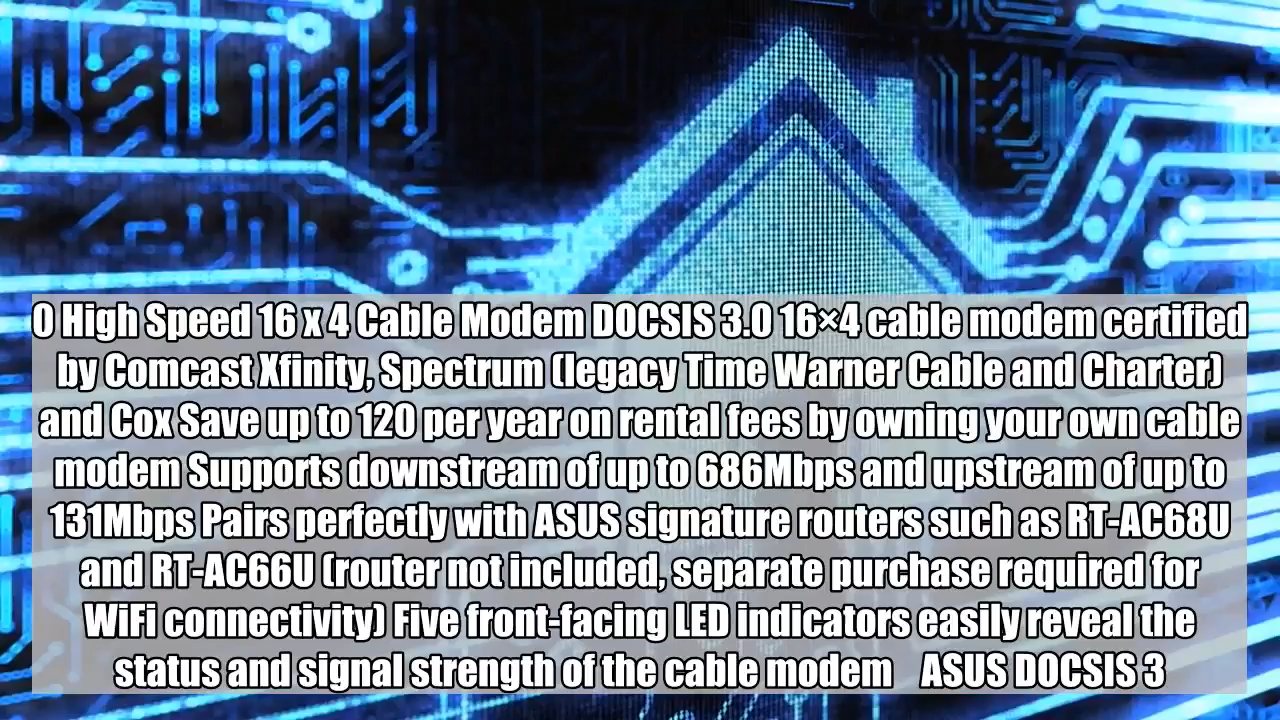 0 High Speed 16 x 4 Cable Modem DOCSIS 3.0 16×4 cable modem certified
by Comcast Xfinity, Spectrum (legacy Time Warner Cable and Charter)
and Cox Save up to 120 per year on rental fees by owning your own cable
modem Supports downstream of up to 686Mbps and upstream of up to
131Mbps Pairs perfectly with ASUS signature routers such as RT-AC68U
and RT-AC66U (router not included, separate purchase required for
WiFi connectivity) Five front-facing LED indicators easily reveal the
status and signal strength of the cable modem    ASUS DOCSIS 3